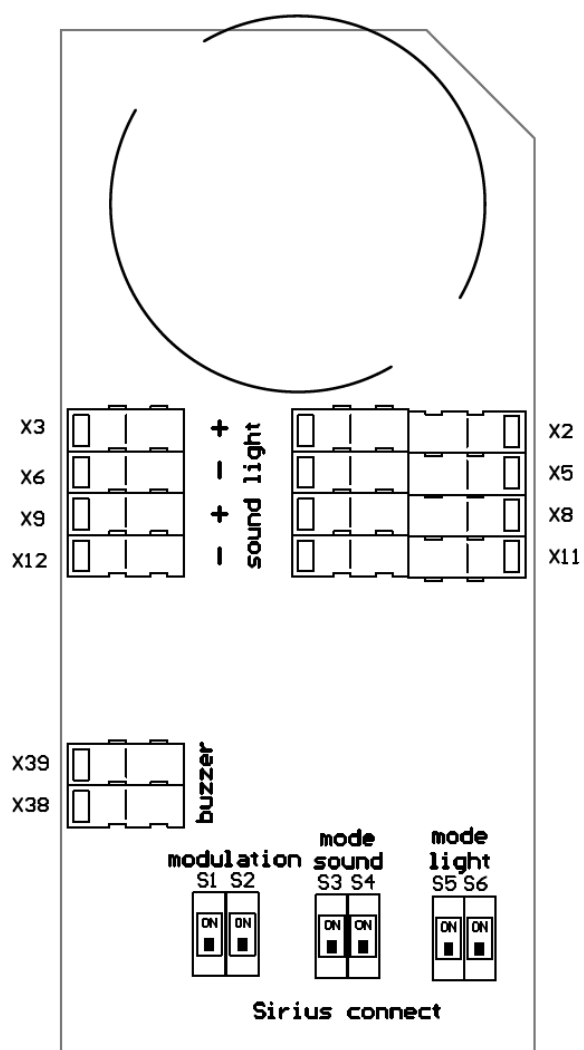 X3
+
X2
X6
-
light
X5
X9
+
sound
X8
X12
-
X11
X39
buzzer
X38
modulation
S1 S2
mode
sound
S3 S4
mode
light
S5 S6
ON ON
ON ON
ON ON
Sirius connect